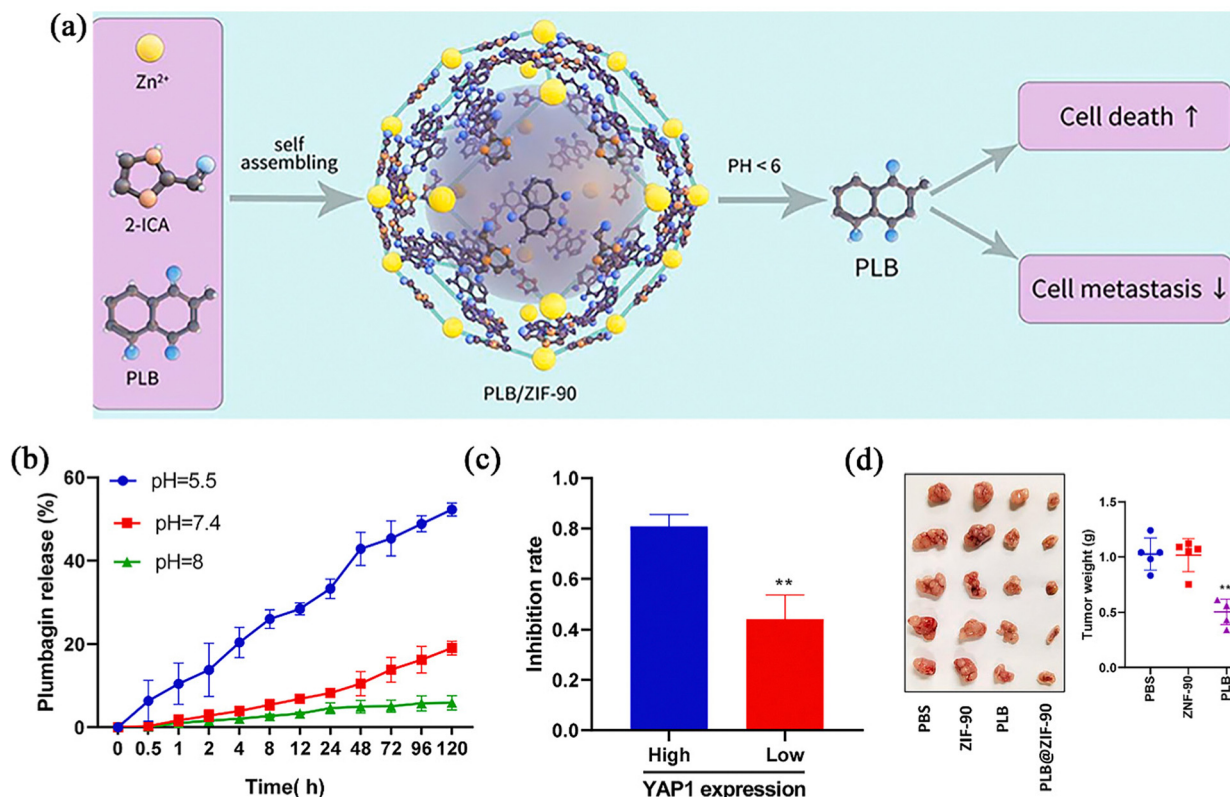 (a)
Zn²⁺
2-ICA
PLB
self
assembling
PLB/ZIF-90
PH < 6
PLB
Cell death ↑
Cell metastasis ↓
(b)
Plumbagin release (%)
60
40
20
0
pH=5.5
pH=7.4
pH=8
0 0.5 1 2 4 8 12 24 48 72 96 120
Time( h)
(c)
Inhibition rate
1.0
0.8
0.6
0.4
0.2
0.0
**
High Low
YAP1 expression
(d)
PBS ZIF-90 PLB PLB@ZIF-90
Tumor weight (g)
1.5
1.0
0.5
0.0
PBS ZNF-90 PLB